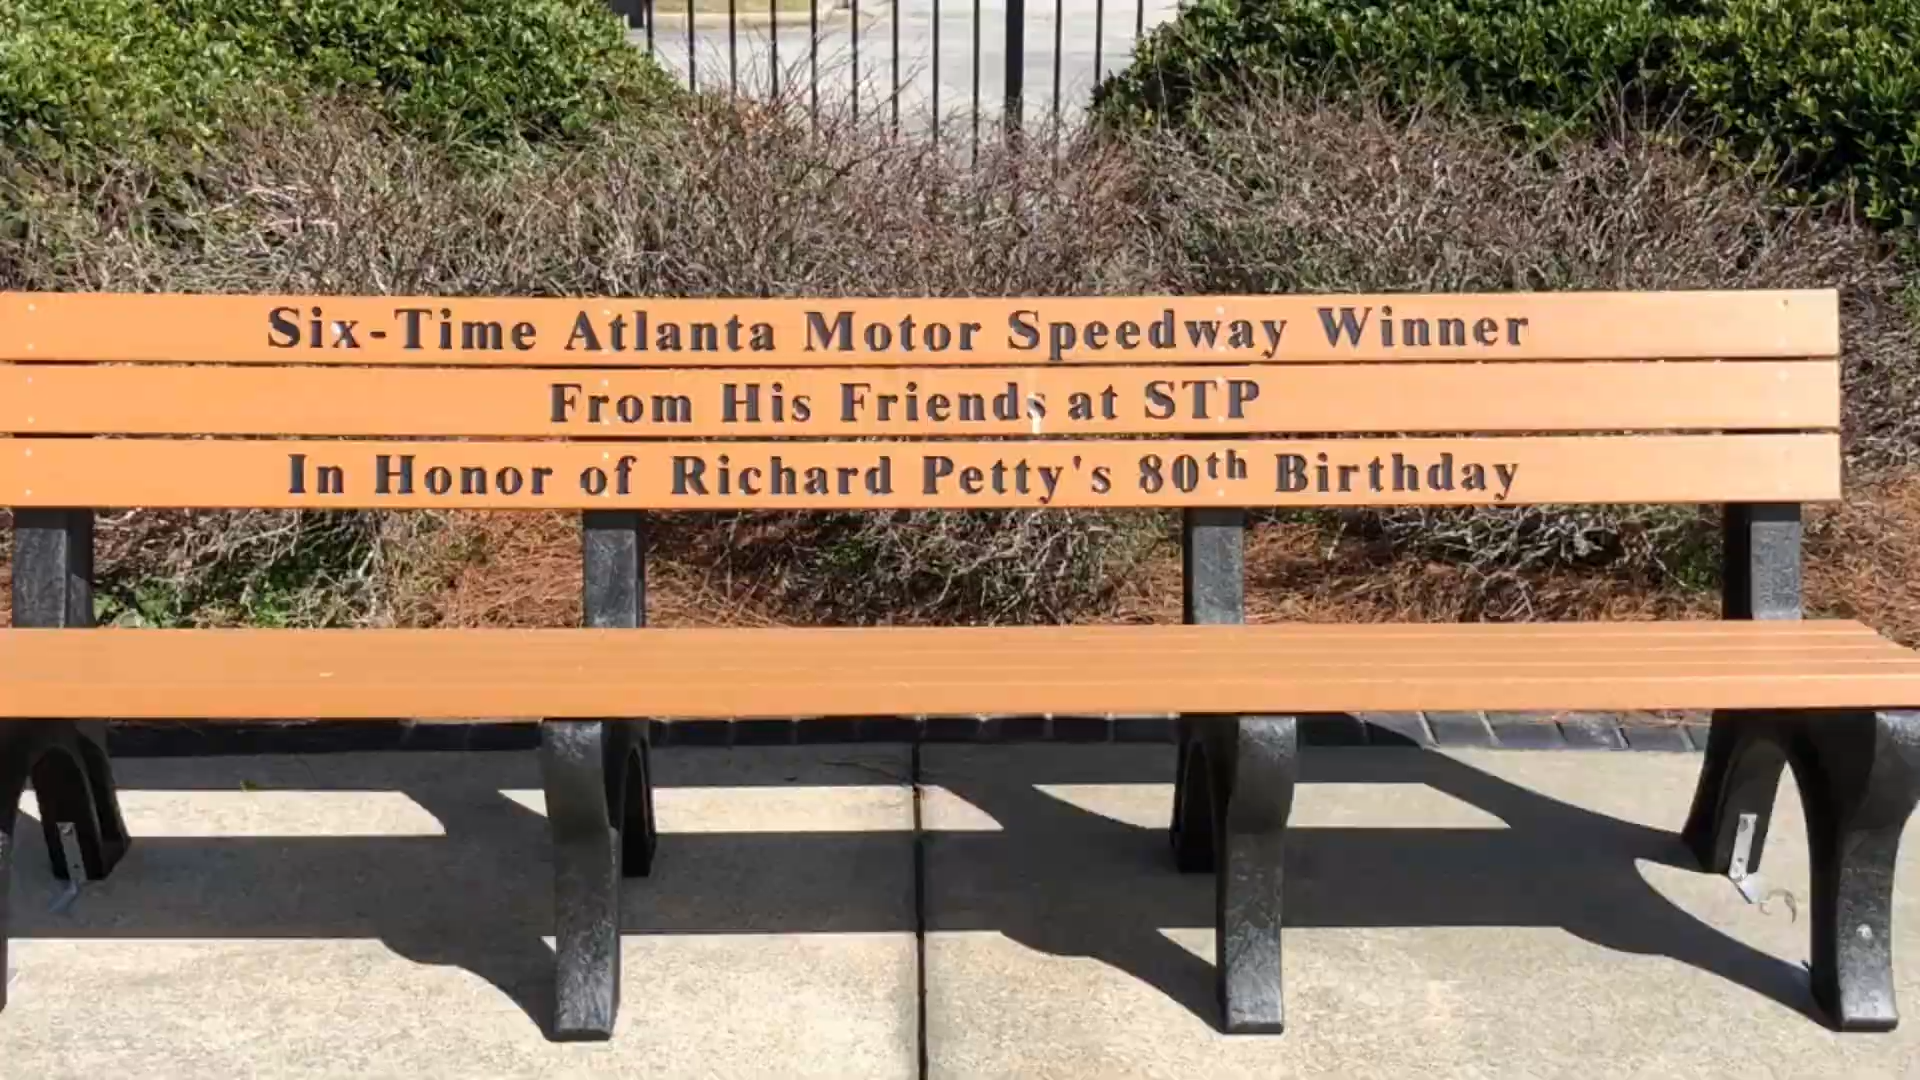 Six-Time Atlanta Motor Speedway Winner
From His Friends at STP
In Honor of Richard Petty's 80th Birthday